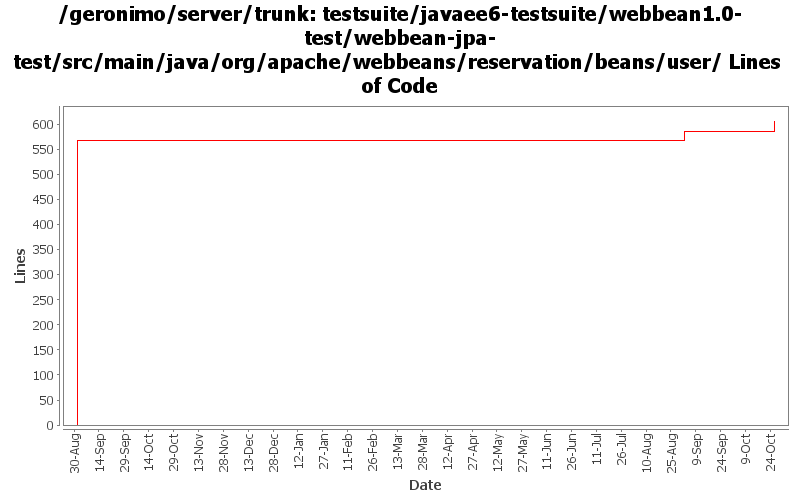 /geronimo/server/trunk: testsuite/javaee6-testsuite/webbean1.0-
test/webbean-jpa-
test/src/main/java/org/apache/webbeans/reservation/beans/user/ Lines
of Code
600
550
500
450
400
350
300
250
200
150
100
50
0
Lines
30-Aug
14-Sep
29-Sep
14-Oct
29-Oct
13-Nov
28-Nov
13-Dec
28-Dec
12-Jan
27-Jan
11-Feb
26-Feb
13-Mar
28-Mar
12-Apr
27-Apr
12-May
27-May
11-Jun
26-Jun
11-Jul
26-Jul
10-Aug
25-Aug
9-Sep
24-Sep
9-Oct
24-Oct
Date